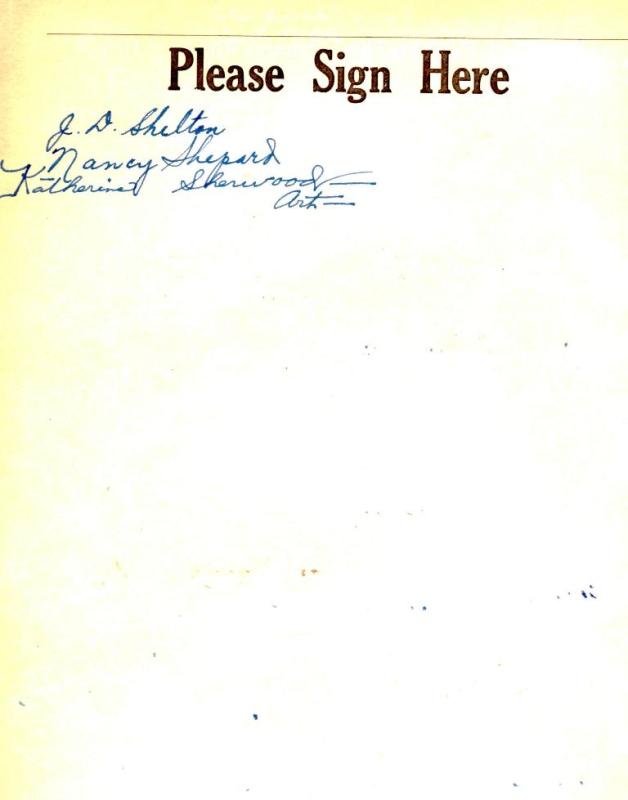 Please Sign Here
J. D. Shelton
Nancy Shepard
Katherine Sherwood
Art